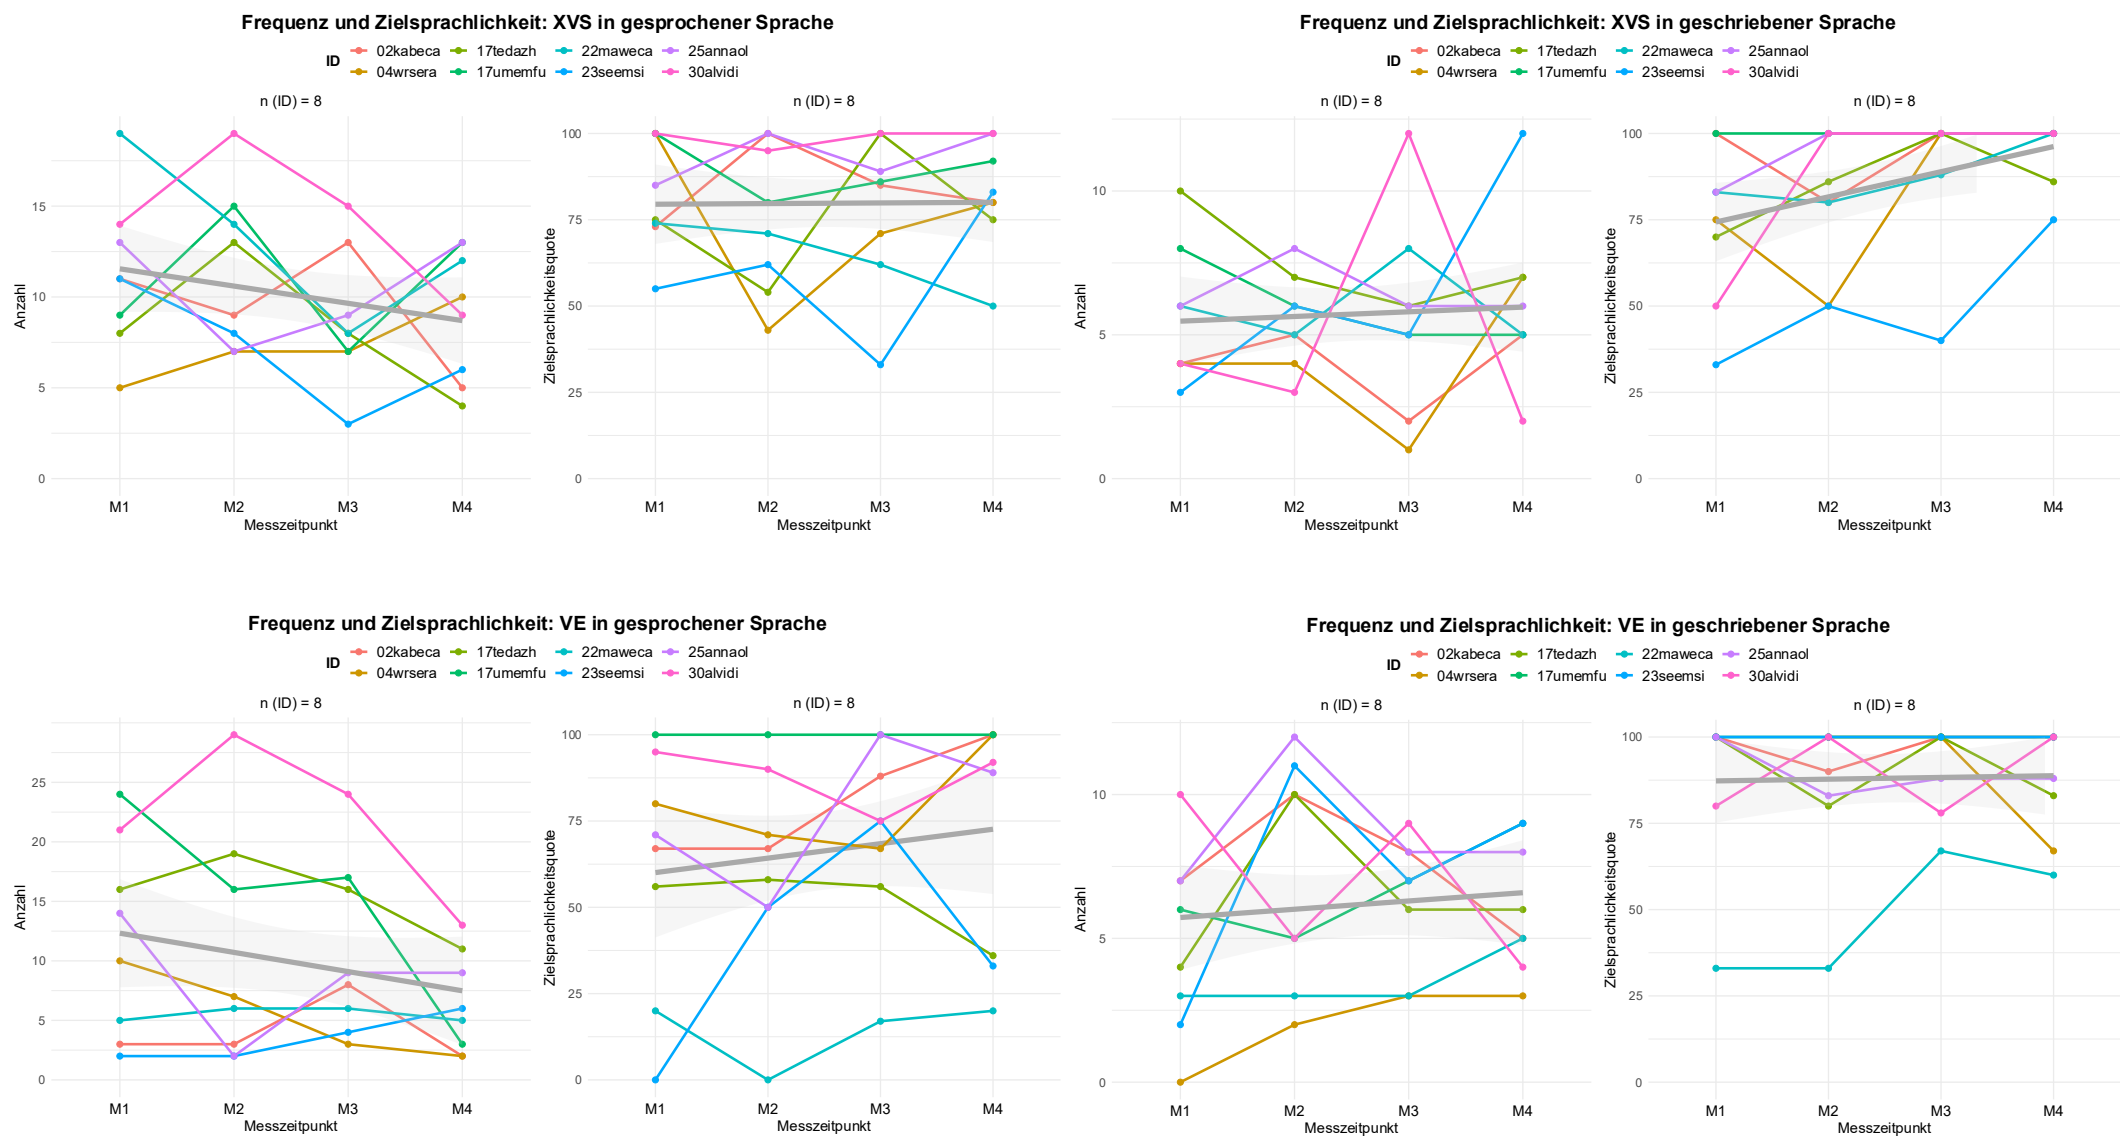 Frequenz und Zielsprachlichkeit: XVS in gesprochener Sprache
ID
02kabeca 17tedazh 22maweca 25annaol
04wrsera 17umemfu 23seemsi 30alvidi
n (ID) = 8
n (ID) = 8
Anzahl
15
10
5
0
M1 M2 M3 M4
Messzeitpunkt
Zielsprachlichkeitsquote
100
75
50
25
0
M1 M2 M3 M4
Messzeitpunkt
Frequenz und Zielsprachlichkeit: XVS in geschriebener Sprache
ID
02kabeca 17tedazh 22maweca 25annaol
04wrsera 17umemfu 23seemsi 30alvidi
n (ID) = 8
n (ID) = 8
Anzahl
10
5
0
M1 M2 M3 M4
Messzeitpunkt
Zielsprachlichkeitsquote
100
75
50
25
0
M1 M2 M3 M4
Messzeitpunkt
Frequenz und Zielsprachlichkeit: VE in gesprochener Sprache
ID
02kabeca 17tedazh 22maweca 25annaol
04wrsera 17umemfu 23seemsi 30alvidi
n (ID) = 8
n (ID) = 8
Anzahl
25
20
15
10
5
0
M1 M2 M3 M4
Messzeitpunkt
Zielsprachlichkeitsquote
100
75
50
25
0
M1 M2 M3 M4
Messzeitpunkt
Frequenz und Zielsprachlichkeit: VE in geschriebener Sprache
ID
02kabeca 17tedazh 22maweca 25annaol
04wrsera 17umemfu 23seemsi 30alvidi
n (ID) = 8
n (ID) = 8
Anzahl
10
5
0
M1 M2 M3 M4
Messzeitpunkt
Zielsprachlichkeitsquote
100
75
50
25
0
M1 M2 M3 M4
Messzeitpunkt